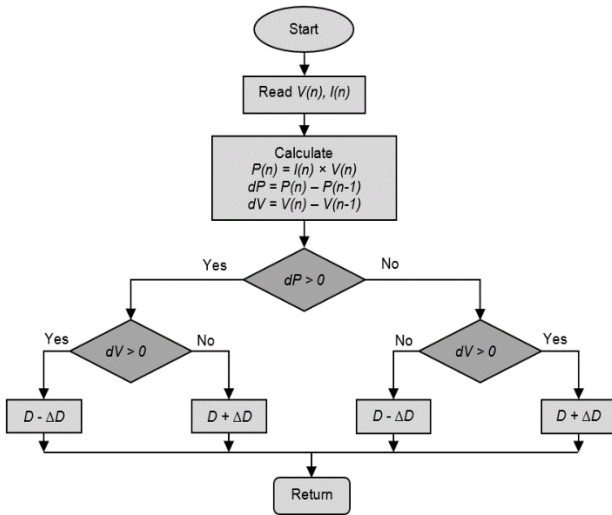 Start
Read V(n), I(n)
Calculate
P(n) = I(n) × V(n)
dP = P(n) – P(n-1)
dV = V(n) – V(n-1)
Yes
No
dP > 0
Yes
No
No
Yes
dV > 0
dV > 0
D - ΔD
D + ΔD
D - ΔD
D + ΔD
Return